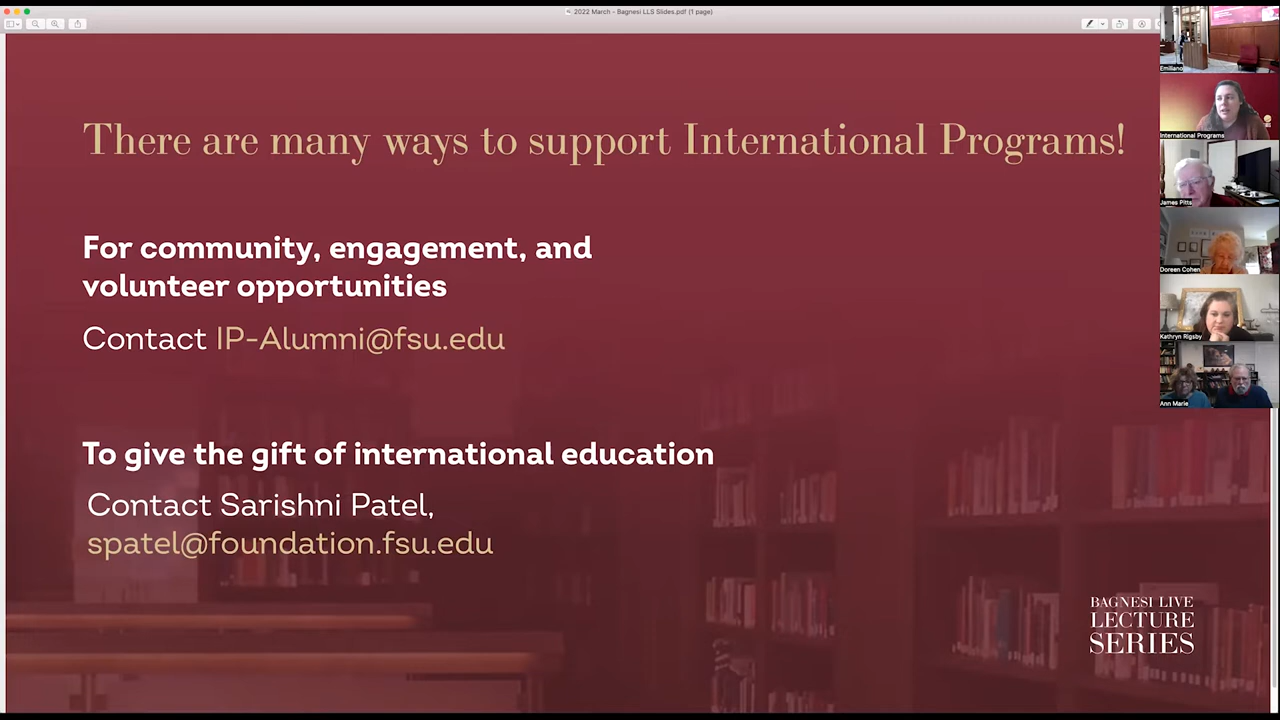 2022 March - Bagnesi LLS Slides.pdf (1 page)
There are many ways to support International Programs!
For community, engagement, and
volunteer opportunities
Contact IP-Alumni@fsu.edu
To give the gift of international education
Contact Sarishni Patel,
spatel@foundation.fsu.edu
BAGNESI LIVE
LECTURE
SERIES
Emiliano
International Programs
James Pitts
Doreen Cohen
Kathryn Rigsby
Ann Marie